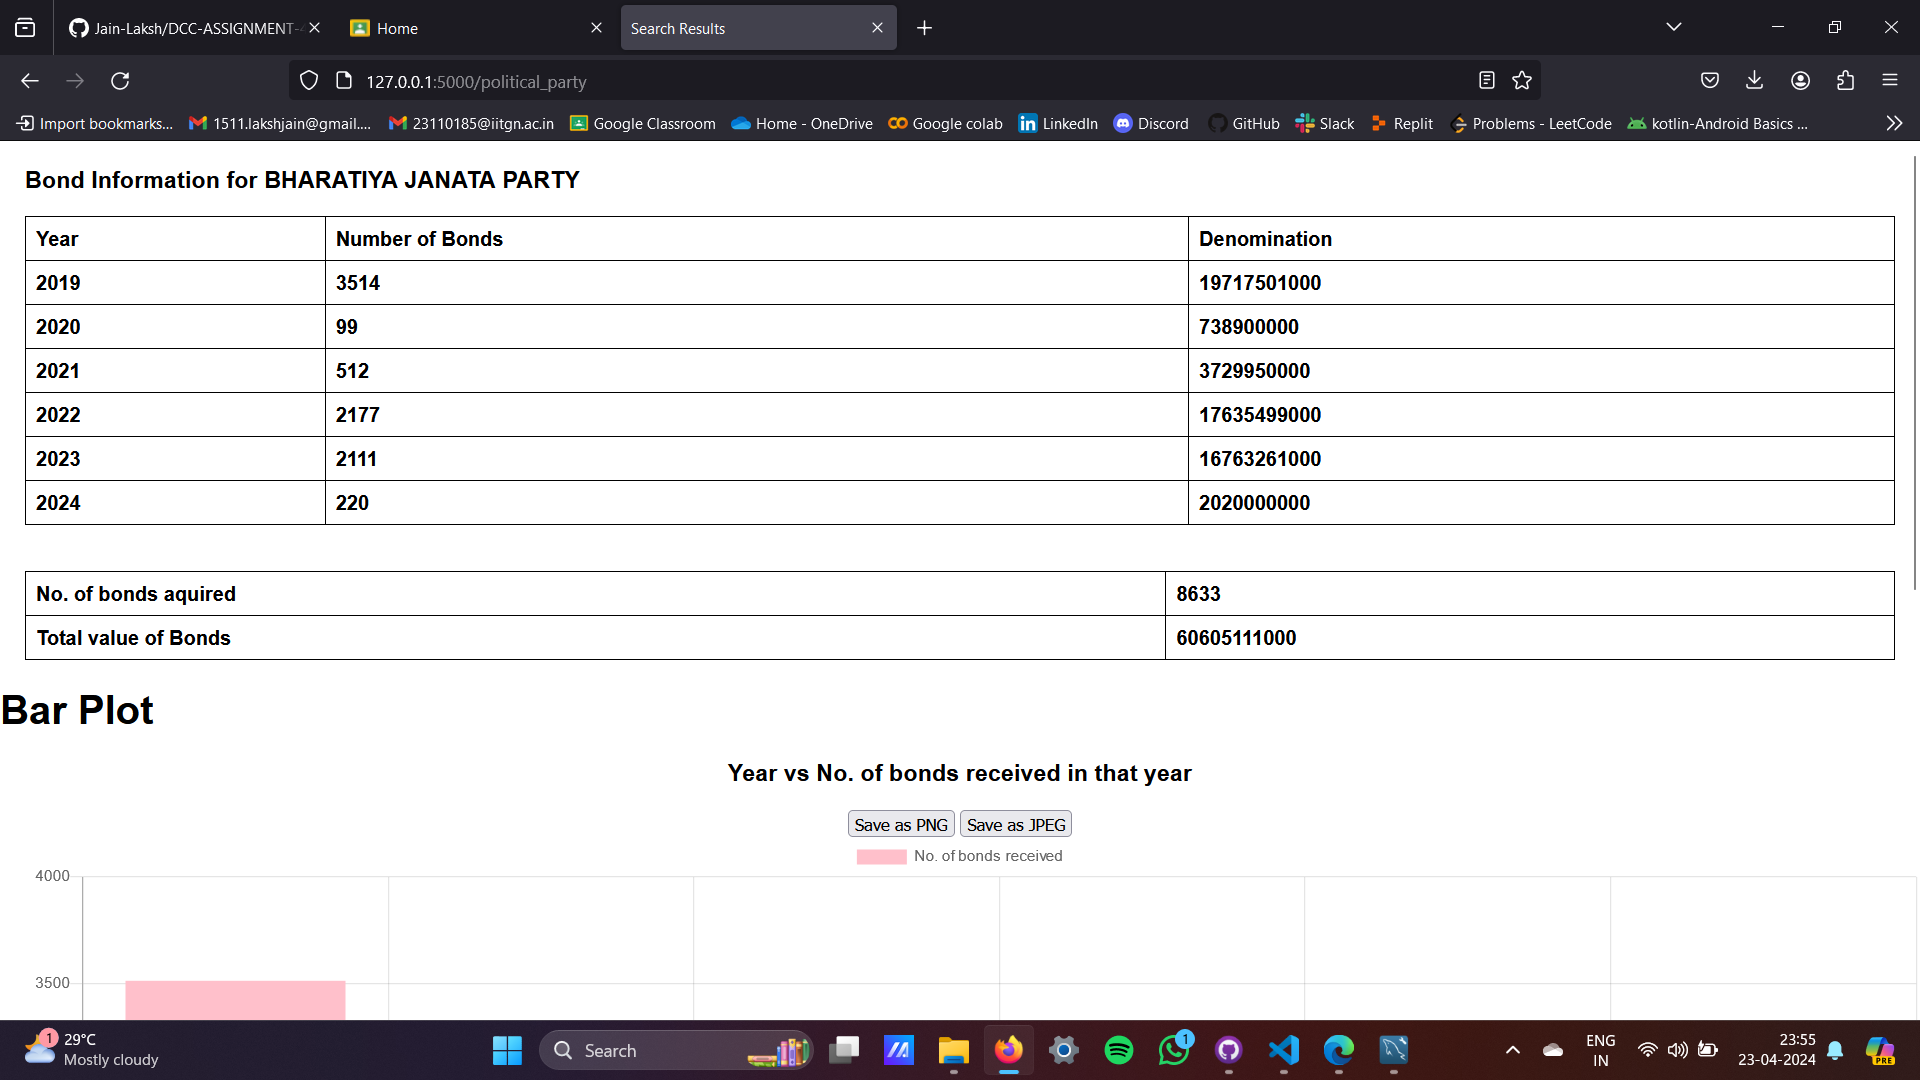 Jain-Laksh/DCC-ASSIGNMENT-
Home
Search Results
127.0.0.1:5000/political_party
Import bookmarks... 1511.lakshjain@gmail.... 23110185@iitgn.ac.in Google Classroom Home - OneDrive Google colab LinkedIn Discord GitHub Slack Replit Problems - LeetCode kotlin-Android Basics ...
Bond Information for BHARATIYA JANATA PARTY
Year Number of Bonds Denomination
2019 3514 19717501000
2020 99 738900000
2021 512 3729950000
2022 2177 17635499000
2023 2111 16763261000
2024 220 2020000000
No. of bonds aquired 8633
Total value of Bonds 60605111000
Bar Plot
Year vs No. of bonds received in that year
Save as PNG Save as JPEG
No. of bonds received
4000
3500
1 29°C
Mostly cloudy
Search
1
ENG
IN
23:55
23-04-2024
PRE